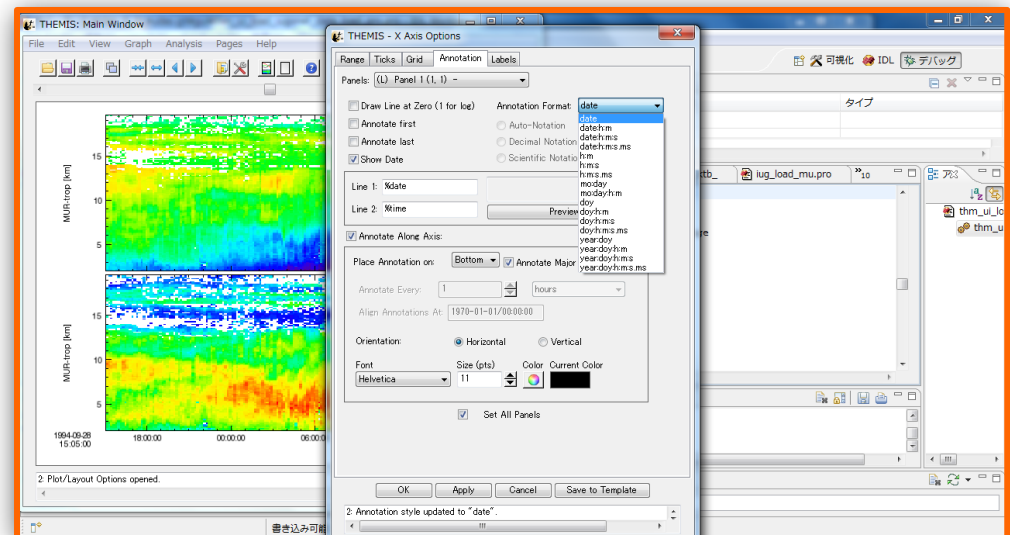 THEMIS: Main Window
File Edit View Graph Analysis Pages Help
MUR-trop [km]
15
10
5
MUR-trop [km]
15
10
5
1994-09-28
15:05:00
18:00:00
00:00:00
06:00:0
2: Plot/Layout Options opened.
書き込み可能
THEMIS - X Axis Options
Range Ticks Grid Annotation Labels
Panels: (L) Panel 1 (1, 1) -
Draw Line at Zero (1 for log)
Annotation Format: date
Annotate first
Auto-Notation
Annotate last
Decimal Notation
Show Date
Scientific Notatio
date
date:h:m
date:h:m:s
date:h:m:s.ms
h:m
h:m:s
h:m:s.ms
mo:day
mo:day:h:m
doy
doy:h:m
doy:h:m:s
doy:h:m:s.ms
year:doy
year:doy:h:m
year:doy:h:m:s
year:doy:h:m:s.ms
Line 1: %date
Line 2: %time
Preview
Annotate Along Axis:
Place Annotation on: Bottom Annotate Major
Annotate Every: 1 hours
Align Annotations At: 1970-01-01/00:00:00
Orientation: Horizontal Vertical
Font Size (pts) Color Current Color
Helvetica 11
Set All Panels
OK Apply Cancel Save to Template
2: Annotation style updated to "date".
可視化 IDL デバッグ
タイプ
iug_load_mu.pro
10
thm_ui_lo
thm_u